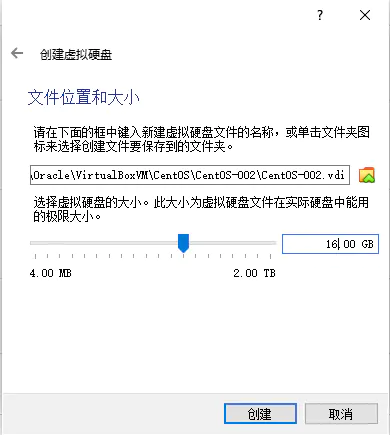 ?
创建虚拟硬盘
文件位置和大小
请在下面的框中键入新建虚拟硬盘文件的名称，或单击文件夹图
标来选择创建文件要保存到的文件夹。
\Oracle\VirtualBoxVM\CentOS\CentOS-002\CentOS-002.vdi
选择虚拟硬盘的大小。此大小为虚拟硬盘文件在实际硬盘中能用
的极限大小。
16.00 GB
4.00 MB 2.00 TB
创建 取消